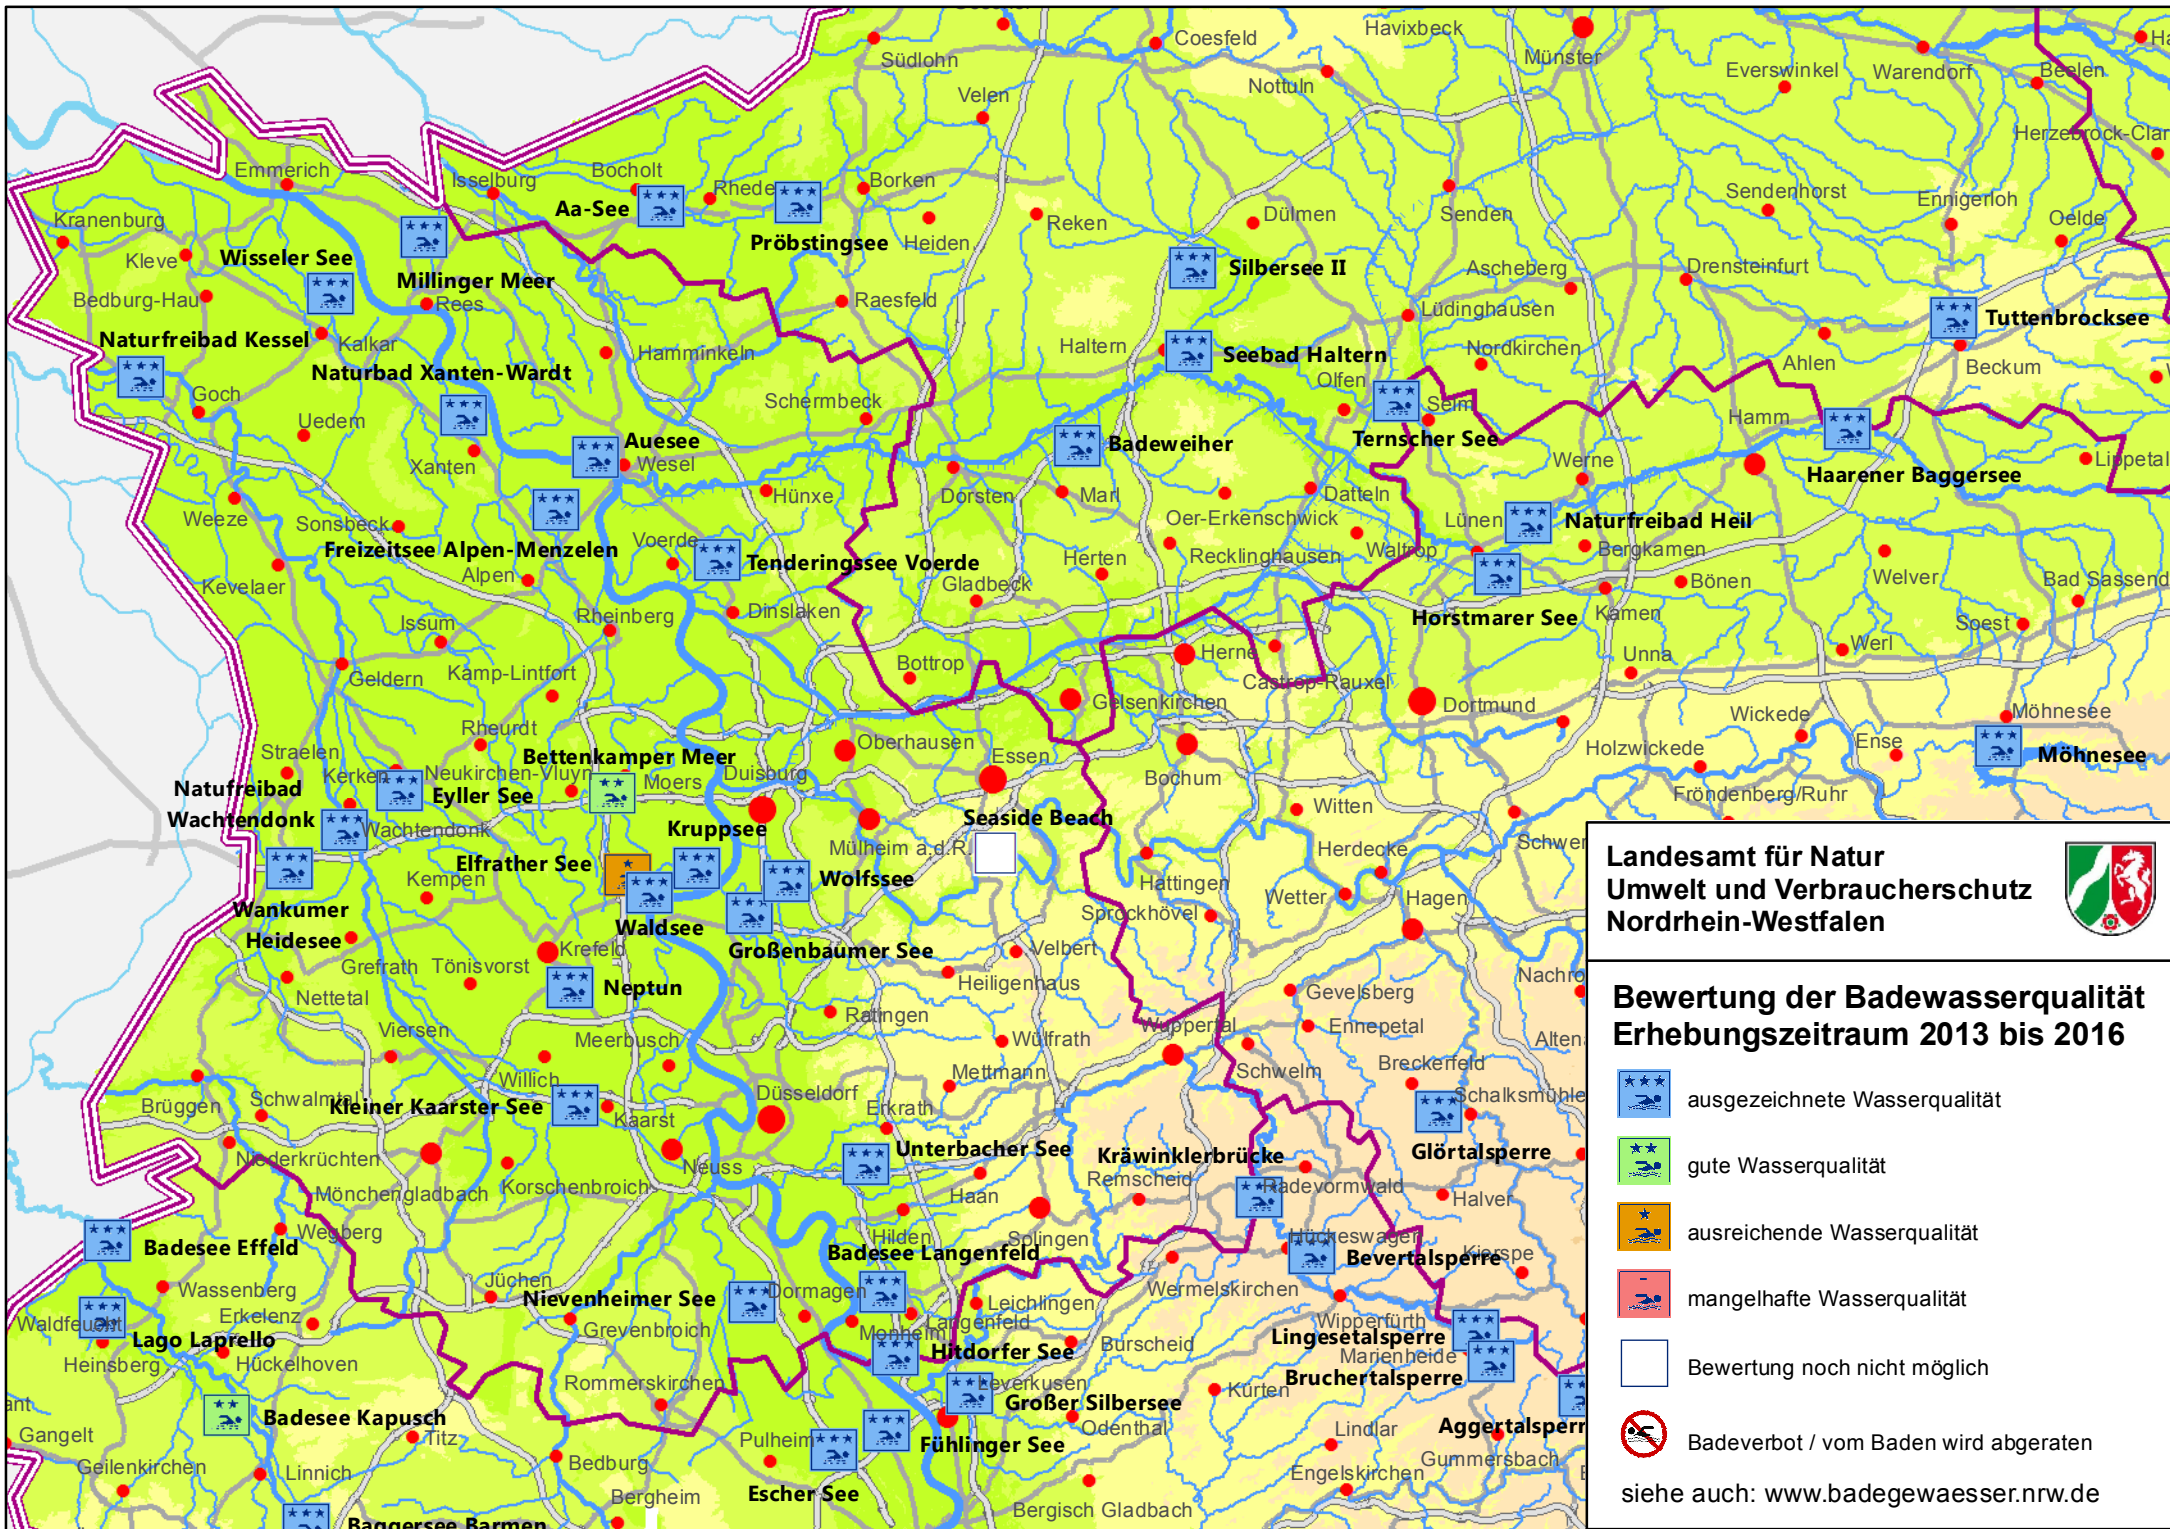 Südlohn
Coesfeld
Havixbeck
Münster
Nottuln
Everswinkel
Warendorf
Beelen
Velen
Emmerich
Isselburg
Bocholt
Rhede
Borken
Aa-See
Pröbstingsee
Heiden
Reken
Dülmen
Senden
Sendenhorst
Ennigerloh
Oelde
Kranenburg
Kleve
Wisseler See
Millinger Meer
Rees
Bedburg-Hau
Silbersee II
Ascheberg
Drensteinfurt
Raesfeld
Lüdinghausen
Tuttenbrocksee
Naturfreibad Kessel
Kalkar
Hamminkeln
Haltern
Seebad Haltern
Nordkirchen
Ahlen
Beckum
Naturbad Xanten-Wardt
Olfen
Goch
Schermbeck
Selm
Hamm
Uedem
Auesee
Wesel
Badeweiher
Ternscher See
Xanten
Werne
Lippetal
Haarener Baggersee
Hünxe
Dorsten
Marl
Datteln
Weeze
Sonsbeck
Oer-Erkenschwick
Lünen
Naturfreibad Heil
Freizeitsee Alpen-Menzelen
Voerde
Tenderingssee Voerde
Herten
Recklinghausen
Waltrop
Bergkamen
Kevelaer
Alpen
Gladbeck
Bönen
Welver
Bad Sassend
Dinslaken
Rheinberg
Issum
Horstmarer See
Kamen
Soest
Werl
Herne
Unna
Bottrop
Kamp-Lintfort
Geldern
Castrop-Rauxel
Gelsenkirchen
Dortmund
Wickede
Möhnesee
Rheurdt
Oberhausen
Straelen
Bettenkamper Meer
Essen
Holzwickede
Ense
Möhnesee
Kerken
Neukirchen-Vluyn
Moers
Duisburg
Bochum
Natufreibad
Wachtendonk
Eyller See
Fröndenberg/Ruhr
Witten
Seaside Beach
Wachtendonk
Kruppsee
Mülheim a.d.R.
Herdecke
Elfrather See
Kempen
Wolfssee
Hattingen
Wetter
Hagen
Wankumer
Heidesee
Waldsee
Sprockhövel
Großenbaumer See
Velbert
Krefeld
Grefrath
Tönisvorst
Heiligenhaus
Nettetal
Neptun
Gevelsberg
Ratingen
Viersen
Meerbusch
Wülfrath
Wuppertal
Ennepetal
Mettmann
Schwelm
Breckerfeld
Willich
Düsseldorf
Schalksmühle
Brüggen
Schwalmtal
Kleiner Kaarster See
Kaarst
Erkrath
Niederkrüchten
Neuss
Unterbacher See
Kräwinklerbrücke
Glörtalsperre
Mönchengladbach
Korschenbroich
Haan
Remscheid
Radevormwald
Halver
Wegberg
Badesee Effeld
Hilden
Solingen
Hückeswagen
Badesee Langenfeld
Bevertalsperre
Kierspe
Wassenberg
Jüchen
Dormagen
Wermelskirchen
Nievenheimer See
Leichlingen
Waldfeucht
Erkelenz
Grevenbroich
Langenfeld
Monheim
Wipperfürth
Lago Laprello
Lingesetalsperre
Heinsberg
Hückelhoven
Hitdorfer See
Burscheid
Marienheide
Bruchertalsperre
Rommerskirchen
Leverkusen
Kürten
Großer Silbersee
Badesee Kapusch
Odenthal
Aggertalsperr
Titz
Gangelt
Pulheim
Fühlinger See
Lindlar
Gummersbach
Geilenkirchen
Linnich
Bedburg
Engelskirchen
Escher See
Bergheim
Bergisch Gladbach
Baggersee Barmen
Landesamt für Natur
Umwelt und Verbraucherschutz
Nordrhein-Westfalen
Bewertung der Badewasserqualität
Erhebungszeitraum 2013 bis 2016
ausgezeichnete Wasserqualität
gute Wasserqualität
ausreichende Wasserqualität
mangelhafte Wasserqualität
Bewertung noch nicht möglich
Badeverbot / vom Baden wird abgeraten
siehe auch: www.badegewaesser.nrw.de